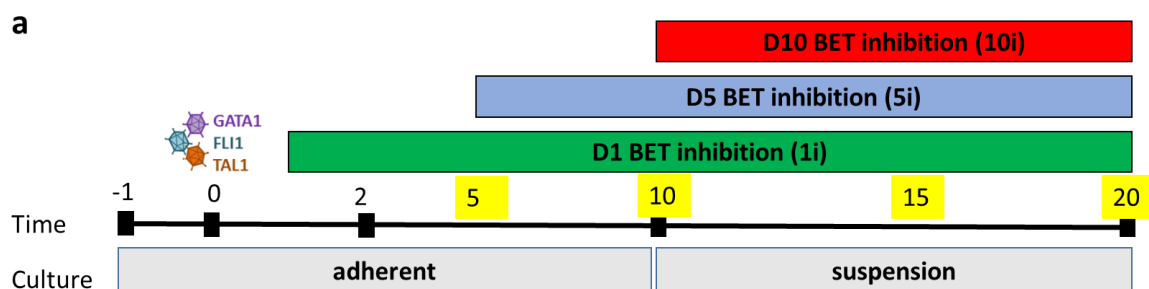 a
D10 BET inhibition (10i)
D5 BET inhibition (5i)
GATA1
FLI1
TAL1
D1 BET inhibition (1i)
-1 0 2 5 10 15 20
Time
Culture adherent suspension